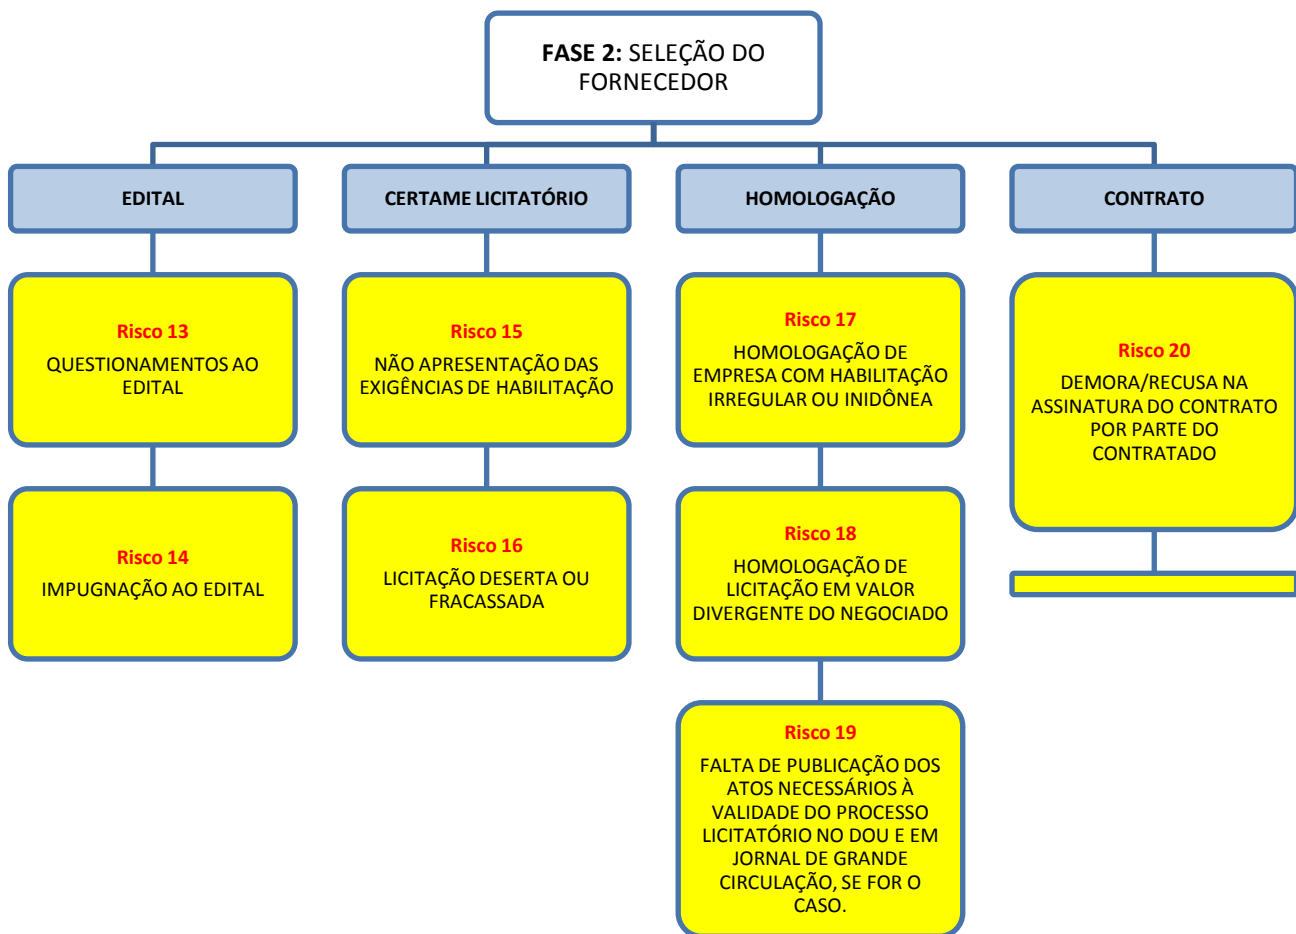 FASE 2: SELEÇÃO DO
FORNECEDOR
EDITAL
CERTAME LICITATÓRIO
HOMOLOGAÇÃO
CONTRATO
Risco 13
QUESTIONAMENTOS AO
EDITAL
Risco 14
IMPUGNAÇÃO AO EDITAL
Risco 15
NÃO APRESENTAÇÃO DAS
EXIGÊNCIAS DE HABILITAÇÃO
Risco 16
LICITAÇÃO DESERTA OU
FRACASSADA
Risco 17
HOMOLOGAÇÃO DE
EMPRESA COM HABILITAÇÃO
IRREGULAR OU INIDÔNEA
Risco 18
HOMOLOGAÇÃO DE
LICITAÇÃO EM VALOR
DIVERGENTE DO NEGOCIADO
Risco 19
FALTA DE PUBLICAÇÃO DOS
ATOS NECESSÁRIOS À
VALIDADE DO PROCESSO
LICITATÓRIO NO DOU E EM
JORNAL DE GRANDE
CIRCULAÇÃO, SE FOR O
CASO.
Risco 20
DEMORA/RECUSA NA
ASSINATURA DO CONTRATO
POR PARTE DO
CONTRATADO